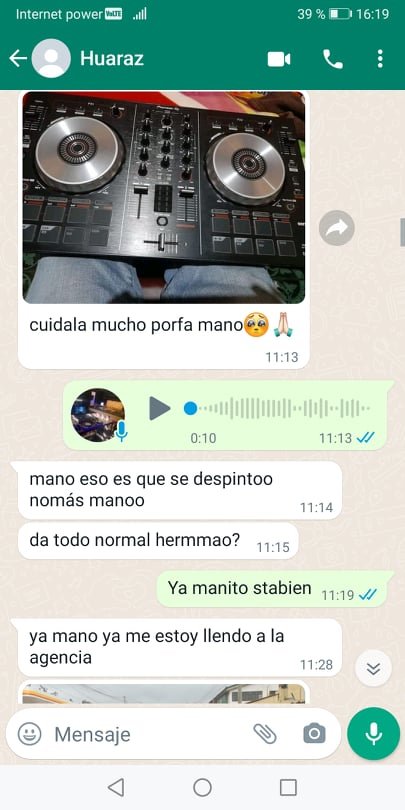 Internet power VoLTE 39 % 16:19
Huaraz
cuidala mucho porfa mano🥺🙏🏻
11:13
0:10 11:13
mano eso es que se despintoo
nomás manoo
11:14
da todo normal hermmao? 11:15
Ya manito stabien 11:19
ya mano ya me estoy llendo a la
agencia
11:28
Mensaje